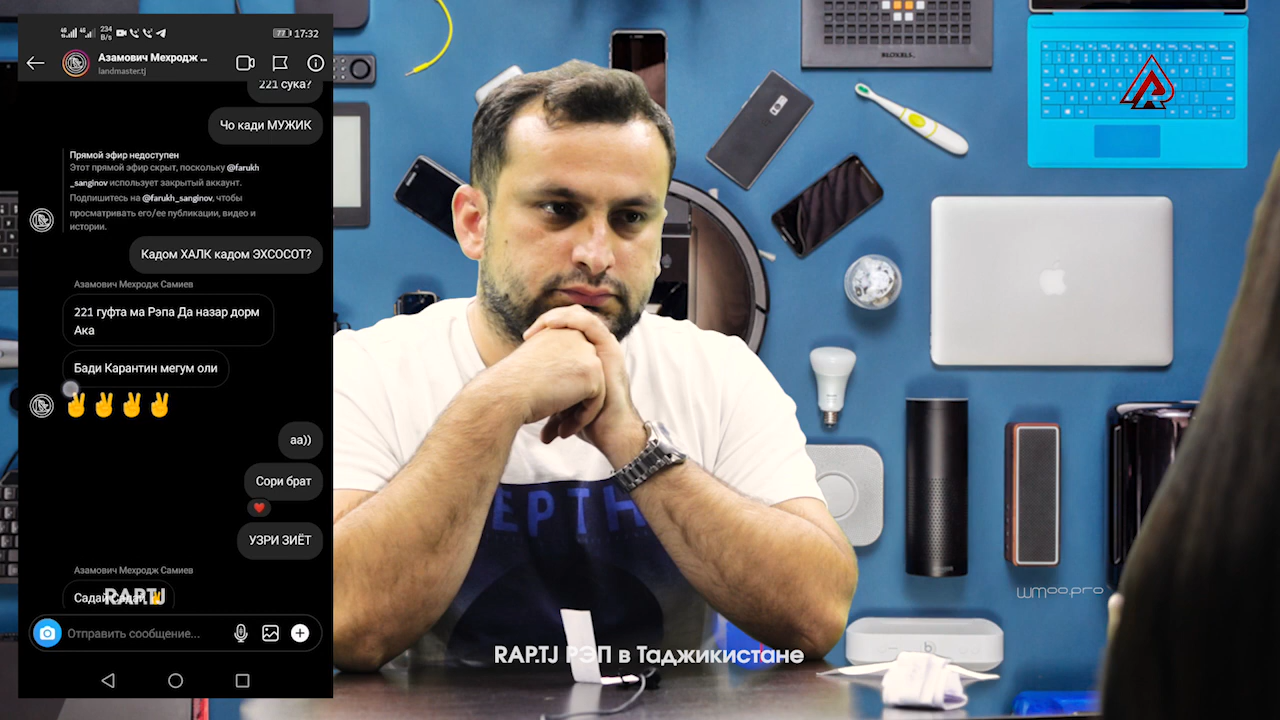 234
B/s
77
17:32
Азамович Мехродж ...
landmaster.tj
221 сука?
Чо кади МУЖИК
Прямой эфир недоступен
Этот прямой эфир скрыт, поскольку @farukh
_sanginov использует закрытый аккаунт.
Подпишитесь на @farukh_sanginov, чтобы
просматривать его/ее публикации, видео и
истории.
Кадом ХАЛК кадом ЭХСОСОТ?
Азамович Мехродж Самиев
221 гуфта ма Рэпа Да назар дорм
Ака
Бади Карантин мегум оли
аа))
Сори брат
УЗРИ ЗИЁТ
Азамович Мехродж Самиев
Садай
RAP.TJ
Отправить сообщение...
DEPTH
wmoo.pro
RAP.TJ РЭП в Таджикистане